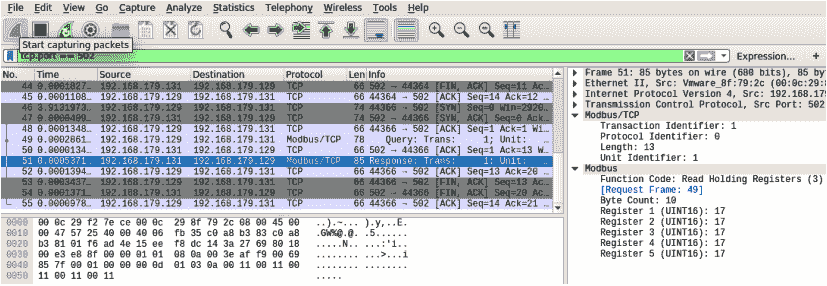 File Edit View Go Capture Analyze Statistics Telephony Wireless Tools Help
Start capturing packets
tcp.port == 502
Expression… +
No. Time Source Destination Protocol Len Info
44 0.0001827… 192.168.179.131 192.168.179.129 TCP 66 502 → 44364 [FIN, ACK] Seq=11 Ac…
45 0.0001108… 192.168.179.129 192.168.179.131 TCP 66 44364 → 502 [ACK] Seq=14 Ack=12 …
46 192.168.179.129 192.168.179.131 TCP 74 44366 → 502 [SYN] Seq=0 Win=2920…
47 192.168.179.131 192.168.179.129 TCP 74 502 → 44366 [SYN, ACK] Seq=0 Ack…
48 0.0001348… 192.168.179.129 192.168.179.131 TCP 66 44366 → 502 [ACK] Seq=1 Ack=1 Wi…
49 0.0002861… 192.168.179.129 192.168.179.131 Modbus/TCP 78 Query: Trans: 1; Unit: …
50 0.0001344… 192.168.179.131 192.168.179.129 TCP 66 502 → 44366 [ACK] Seq=1 Ack=13 W…
51 0.0005371… 192.168.179.131 192.168.179.129 Modbus/TCP 85 Response: Trans: 1; Unit: …
52 0.0001394… 192.168.179.129 192.168.179.131 TCP 66 44366 → 502 [ACK] Seq=13 Ack=20 …
53 192.168.179.129 192.168.179.131 TCP 66 44366 → 502 [FIN, ACK] Seq=13 Ac…
54 192.168.179.131 192.168.179.129 TCP 66 502 → 44366 [FIN, ACK] Seq=20 Ac…
55 0.0000978… 192.168.179.129 192.168.179.131 TCP 66 44366 → 502 [ACK] Seq=14 Ack=21 …
Frame 51: 85 bytes on wire (680 bits), 85 by
Ethernet II, Src: Vmware_8f:79:2c (00:0c:29:8
Internet Protocol Version 4, Src: 192.168.179
Transmission Control Protocol, Src Port: 502
Modbus/TCP
Transaction Identifier: 1
Protocol Identifier: 0
Length: 13
Unit Identifier: 1
Modbus
Function Code: Read Holding Registers (3)
[Request Frame: 49]
Byte Count: 10
Register 1 (UINT16): 17
Register 2 (UINT16): 17
Register 3 (UINT16): 17
Register 4 (UINT16): 17
Register 5 (UINT16): 17
0000 00 0c 29 f2 7e ce 00 0c 29 8f 79 2c 08 00 45 00 ..).~... ).y,..E.
0010 00 47 57 25 40 00 40 06 fb 35 c0 a8 b3 83 c0 a8 .GW%@.@. .5......
0020 b3 81 01 f6 ad 4e 15 ee f8 dc 14 3a 27 69 80 18 .....N.. ...:'i..
0030 00 e3 e8 8f 00 00 01 01 08 0a 00 3e af f9 00 69 ........ ...>...i
0040 85 7f 00 01 00 00 00 0d 01 03 0a 00 11 00 11 00 ........ ........
0050 11 00 11 00 11 .....